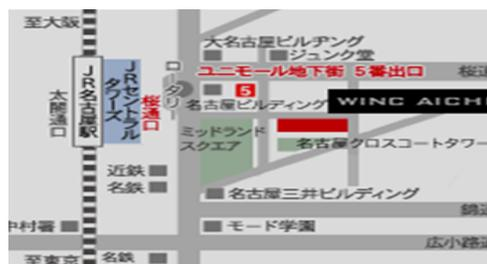 至大阪
大名古屋ビルヂング
ジュンク堂
ユニモール地下街 5番出口
桜通
ロータリー
JRセントラルタワーズ
JR名古屋駅
太閤通口
桜通口
5
名古屋ビルディング
WINC AICHI
ミッドランド
スクエア
名古屋クロスコートタワー
近鉄
名鉄
名古屋三井ビルディング
錦通
中村署
モード学園
広小路通
至東京
名鉄